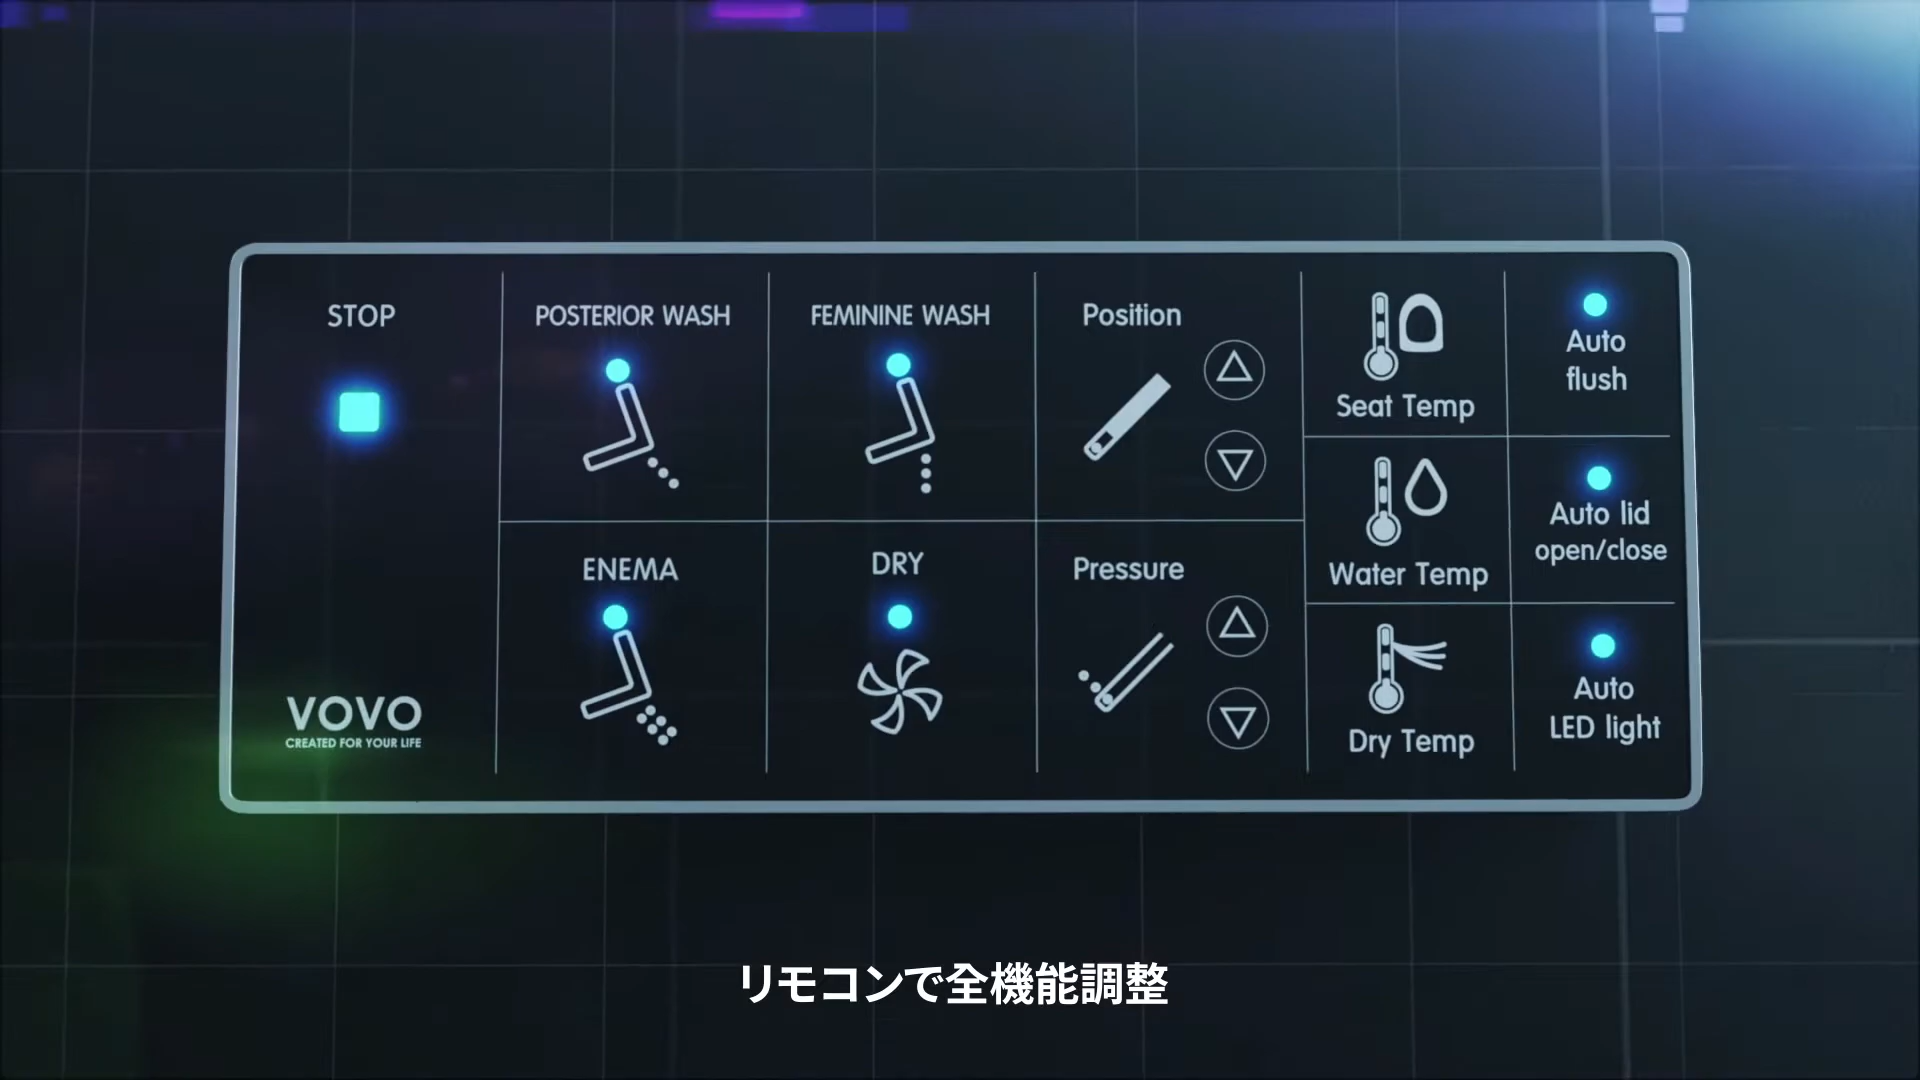 STOP
POSTERIOR WASH
FEMININE WASH
Position
Seat Temp
Auto
flush
Water Temp
Auto lid
open/close
ENEMA
DRY
Pressure
Dry Temp
Auto
LED light
VOVO
CREATED FOR YOUR LIFE
リモコンで全機能調整